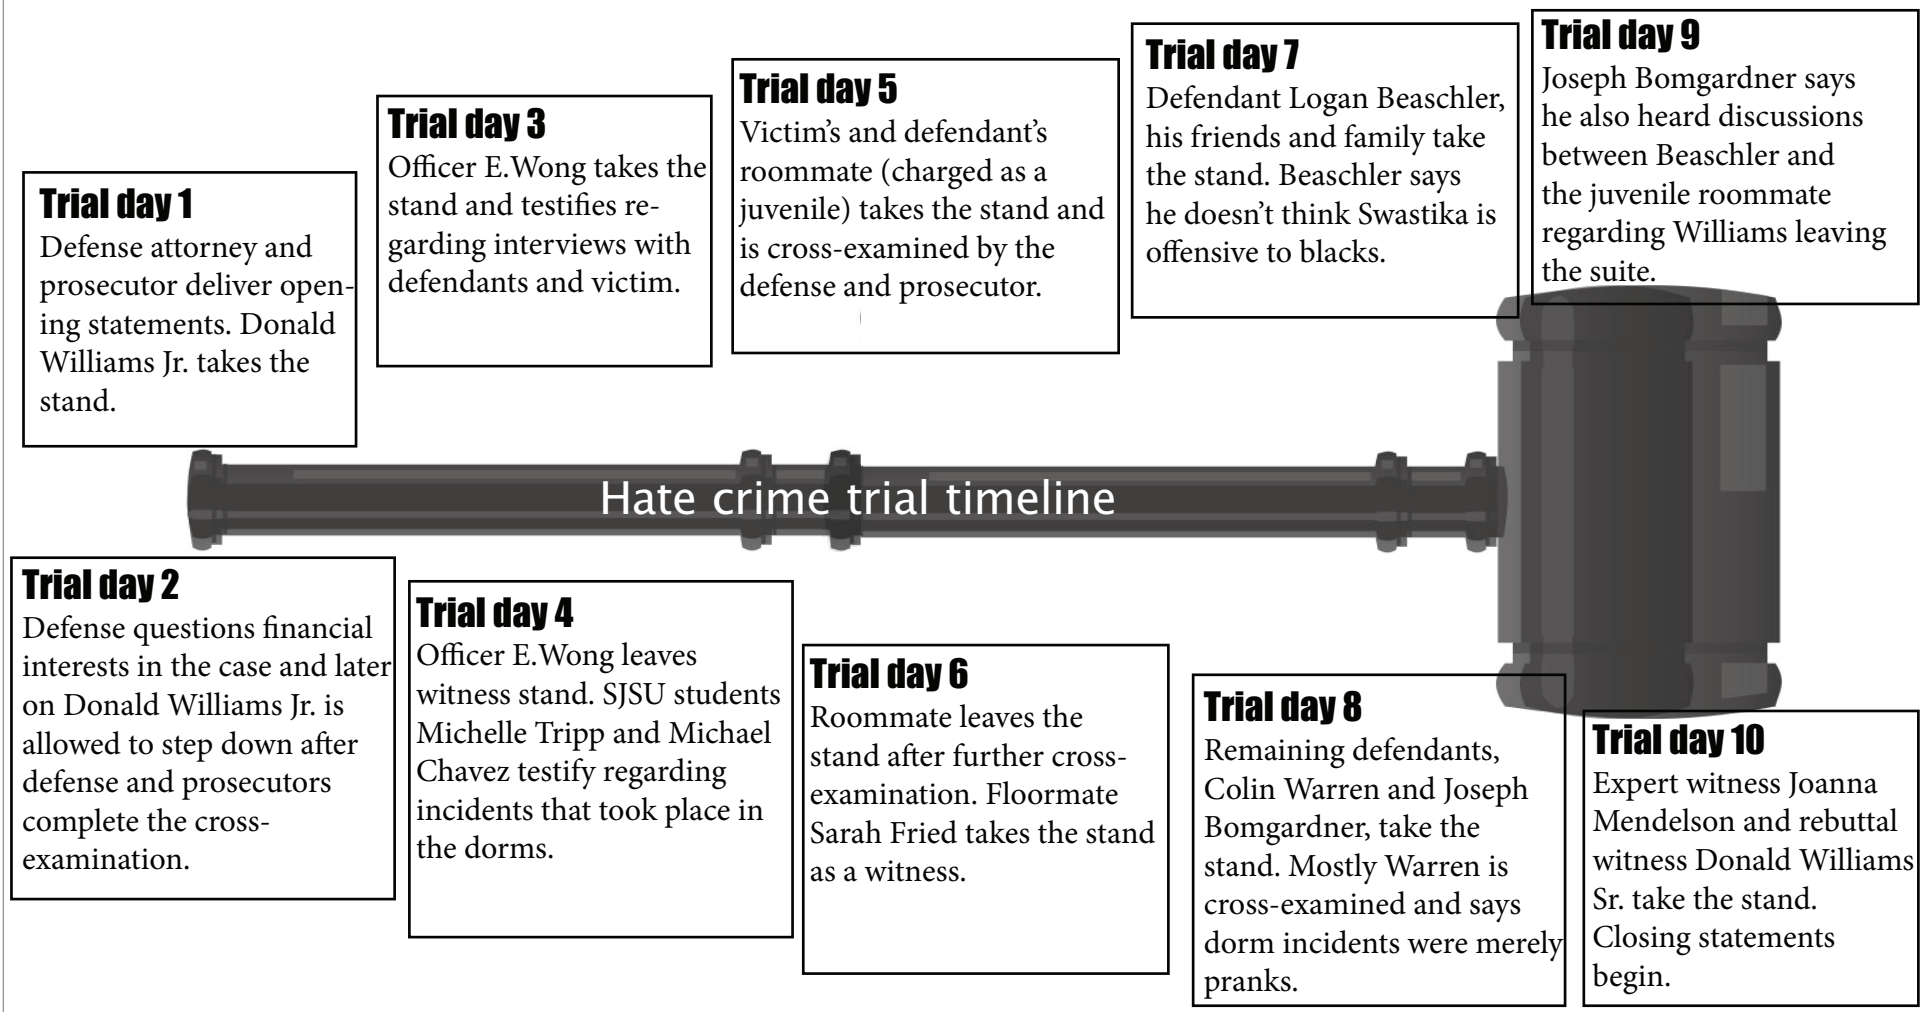 Trial day 1
Defense attorney and
prosecutor deliver open-
ing statements. Donald
Williams Jr. takes the
stand.
Trial day 3
Officer E.Wong takes the
stand and testifies re-
garding interviews with
defendants and victim.
Trial day 5
Victim's and defendant's
roommate (charged as a
juvenile) takes the stand and
is cross-examined by the
defense and prosecutor.
Trial day 7
Defendant Logan Beaschler,
his friends and family take
the stand. Beaschler says
he doesn't think Swastika is
offensive to blacks.
Trial day 9
Joseph Bomgardner says
he also heard discussions
between Beaschler and
the juvenile roommate
regarding Williams leaving
the suite.
Hate crime trial timeline
Trial day 2
Defense questions financial
interests in the case and later
on Donald Williams Jr. is
allowed to step down after
defense and prosecutors
complete the cross-
examination.
Trial day 4
Officer E.Wong leaves
witness stand. SJSU students
Michelle Tripp and Michael
Chavez testify regarding
incidents that took place in
the dorms.
Trial day 6
Roommate leaves the
stand after further cross-
examination. Floormate
Sarah Fried takes the stand
as a witness.
Trial day 8
Remaining defendants,
Colin Warren and Joseph
Bomgardner, take the
stand. Mostly Warren is
cross-examined and says
dorm incidents were merely
pranks.
Trial day 10
Expert witness Joanna
Mendelson and rebuttal
witness Donald Williams
Sr. take the stand.
Closing statements
begin.